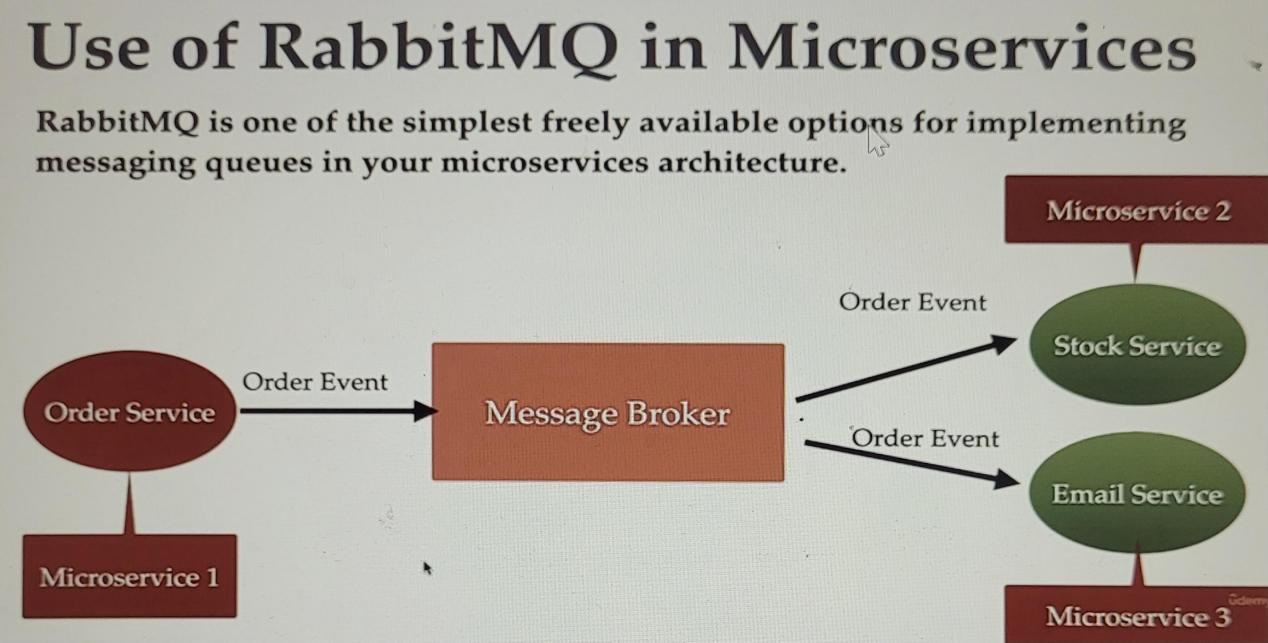 Use of RabbitMQ in Microservices
RabbitMQ is one of the simplest freely available options for implementing
messaging queues in your microservices architecture.
Microservice 2
Order Event
Stock Service
Order Event
Order Service
Message Broker
Order Event
Email Service
Microservice 1
Microservice 3
ûdemy